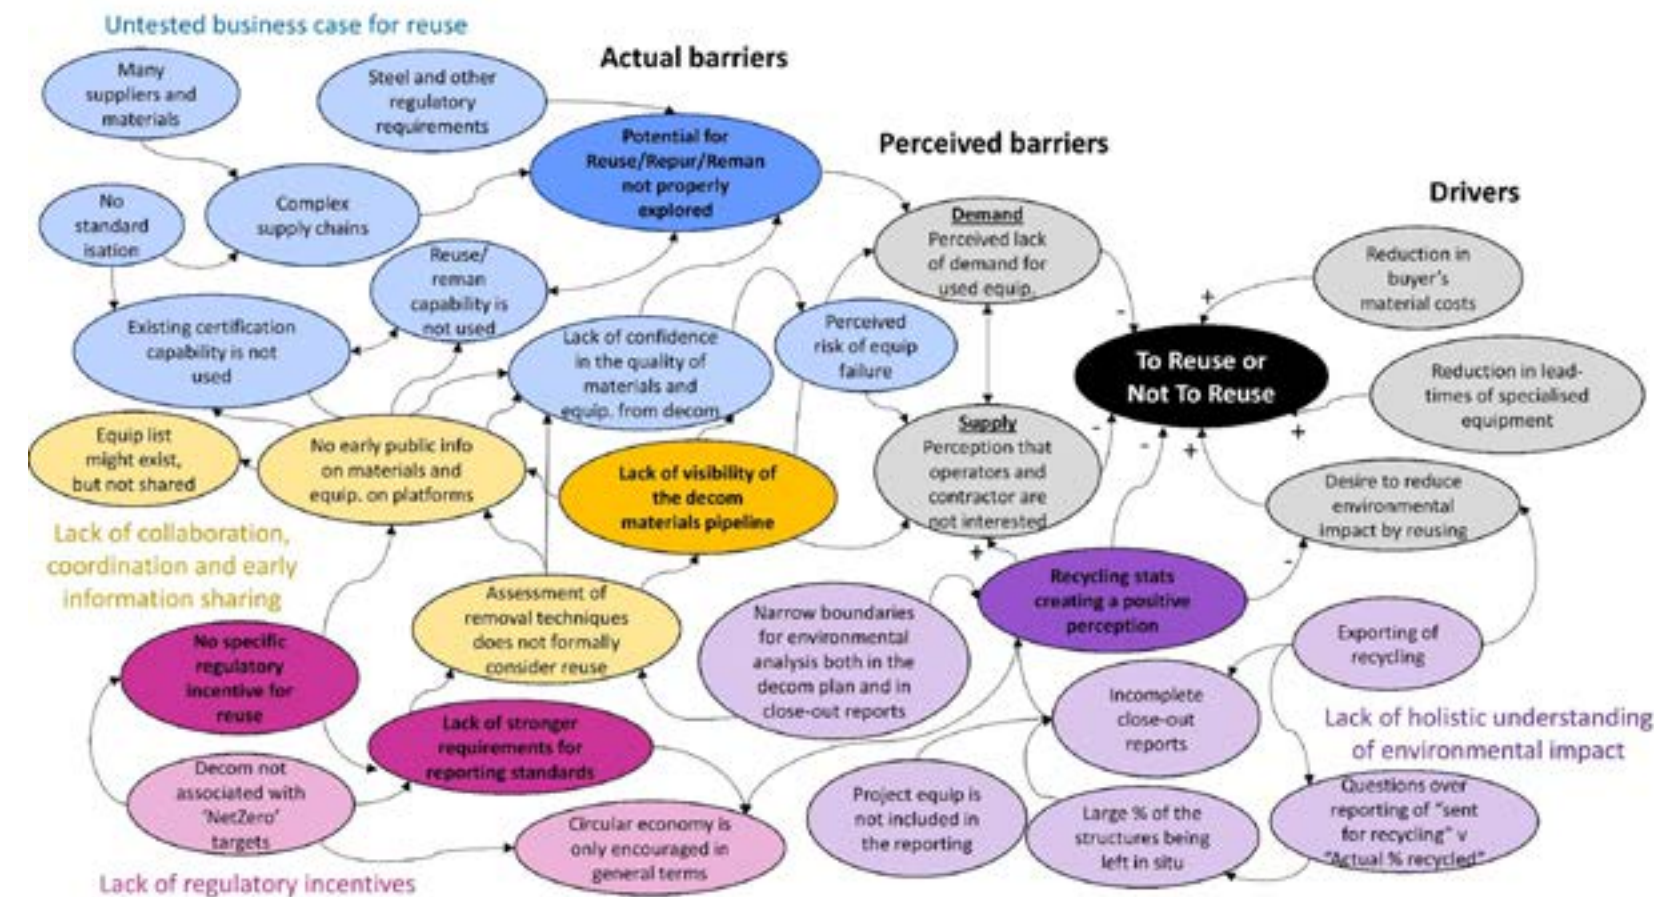 Untested business case for reuse
Actual barriers
Perceived barriers
Drivers
Many
suppliers and
materials
Steel and other
regulatory
requirements
Potential for
Reuse/Repur/Reman
not properly
explored
No
standard
isation
Complex
supply chains
Reuse/
reman
capability is
not used
Demand
Perceived lack
of demand for
used equip.
Reduction in
buyer's
material costs
Existing certification
capability is not
used
Lack of confidence
in the quality of
materials and
equip. from decom
Perceived
risk of equip
failure
-
+
To Reuse or
Not To Reuse
Reduction in lead-
times of specialised
equipment
Equip list
might exist,
but not shared
No early public info
on materials and
equip. on platforms
Lack of visibility of
the decom
materials pipeline
Supply
Perception that
operators and
contractor are
not interested
-
-
+
+
Desire to reduce
environmental
impact by reusing
Lack of collaboration,
coordination and early
information sharing
Assessment of
removal techniques
does not formally
consider reuse
Narrow boundaries
for environmental
analysis both in the
decom plan and in
close-out reports
+
Recycling stats
creating a positive
perception
-
Exporting of
recycling
No specific
regulatory
incentive for
reuse
Lack of stronger
requirements for
reporting standards
Incomplete
close-out
reports
Lack of holistic understanding
of environmental impact
Decom not
associated with
'NetZero'
targets
Circular economy is
only encouraged in
general terms
Project equip is
not included in
the reporting
Large % of the
structures being
left in situ
Questions over
reporting of "sent
for recycling" v
"Actual % recycled"
Lack of regulatory incentives